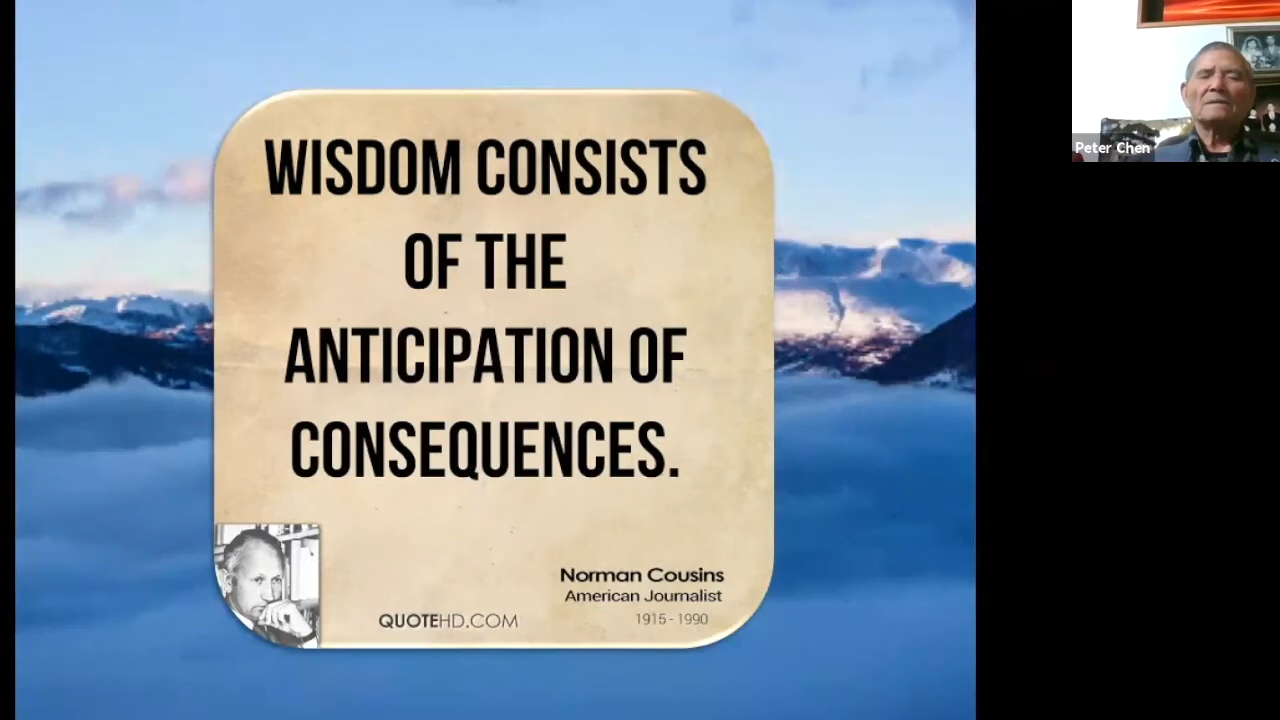 WISDOM CONSISTS
OF THE
ANTICIPATION OF
CONSEQUENCES.
Norman Cousins
American Journalist
1915 - 1990
QUOTEHD.COM
Peter Chen